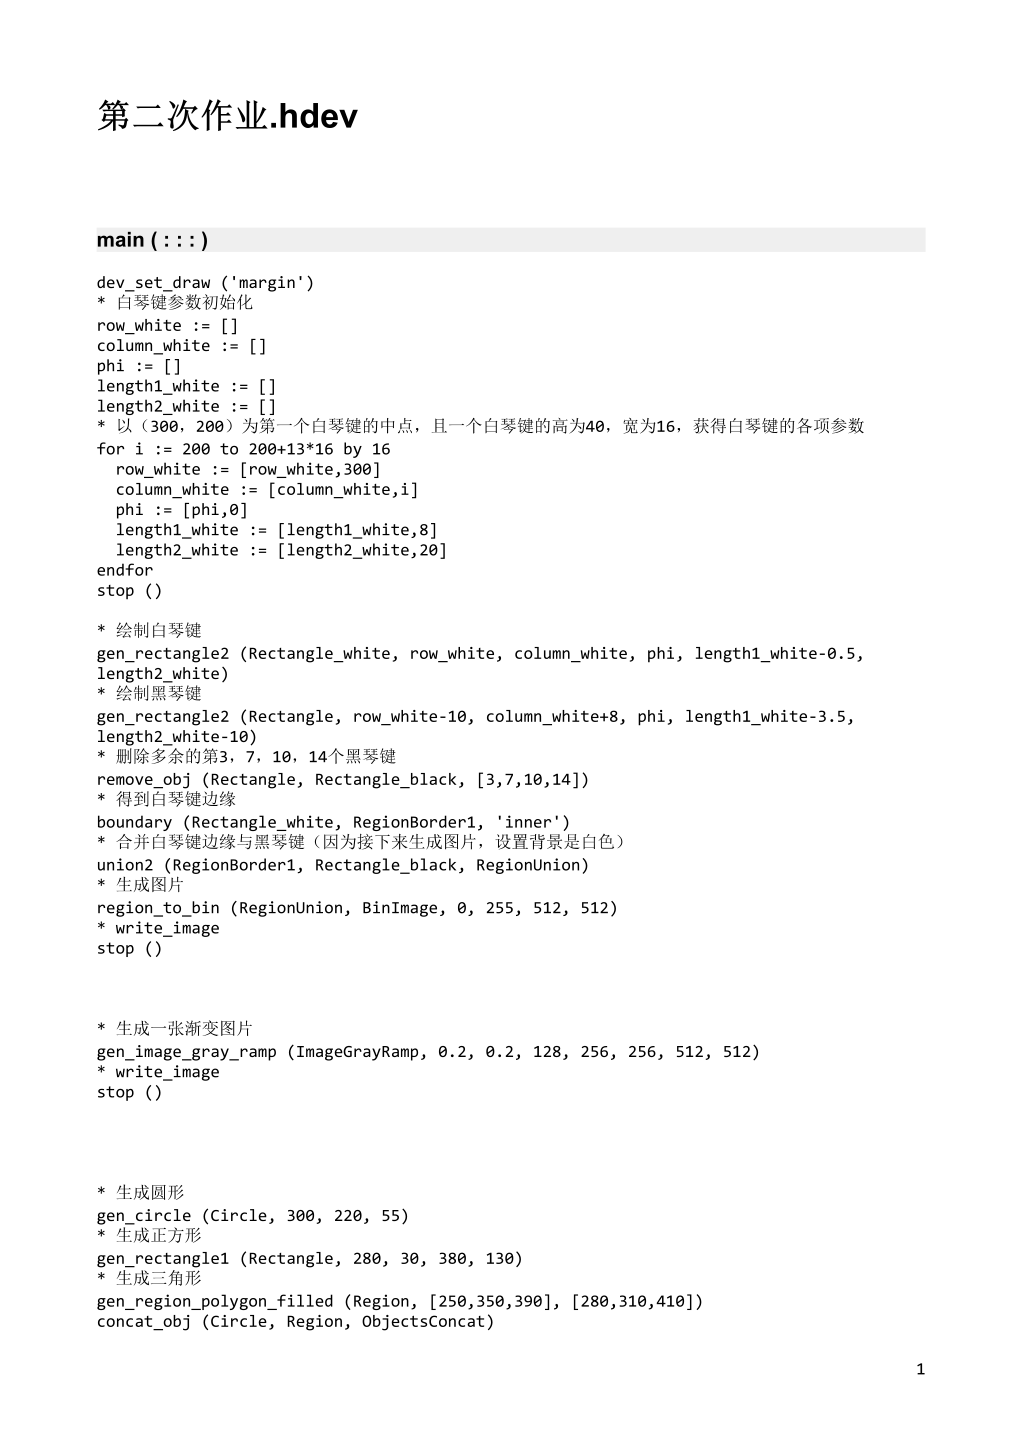 第二次作业.hdev
main ( : : : )
dev_set_draw ('margin')
* 白琴键参数初始化
row_white := []
column_white := []
phi := []
length1_white := []
length2_white := []
* 以（300，200）为第一个白琴键的中点，且一个白琴键的高为40，宽为16，获得白琴键的各项参数
for i := 200 to 200+13*16 by 16
  row_white := [row_white,300]
  column_white := [column_white,i]
  phi := [phi,0]
  length1_white := [length1_white,8]
  length2_white := [length2_white,20]
endfor
stop ()
* 绘制白琴键
gen_rectangle2 (Rectangle_white, row_white, column_white, phi, length1_white-0.5,
length2_white)
* 绘制黑琴键
gen_rectangle2 (Rectangle, row_white-10, column_white+8, phi, length1_white-3.5,
length2_white-10)
* 删除多余的第3，7，10，14个黑琴键
remove_obj (Rectangle, Rectangle_black, [3,7,10,14])
* 得到白琴键边缘
boundary (Rectangle_white, RegionBorder1, 'inner')
* 合并白琴键边缘与黑琴键（因为接下来生成图片，设置背景是白色）
union2 (RegionBorder1, Rectangle_black, RegionUnion)
* 生成图片
region_to_bin (RegionUnion, BinImage, 0, 255, 512, 512)
* write_image
stop ()
* 生成一张渐变图片
gen_image_gray_ramp (ImageGrayRamp, 0.2, 0.2, 128, 256, 256, 512, 512)
* write_image
stop ()
* 生成圆形
gen_circle (Circle, 300, 220, 55)
* 生成正方形
gen_rectangle1 (Rectangle, 280, 30, 380, 130)
* 生成三角形
gen_region_polygon_filled (Region, [250,350,390], [280,310,410])
concat_obj (Circle, Region, ObjectsConcat)
1